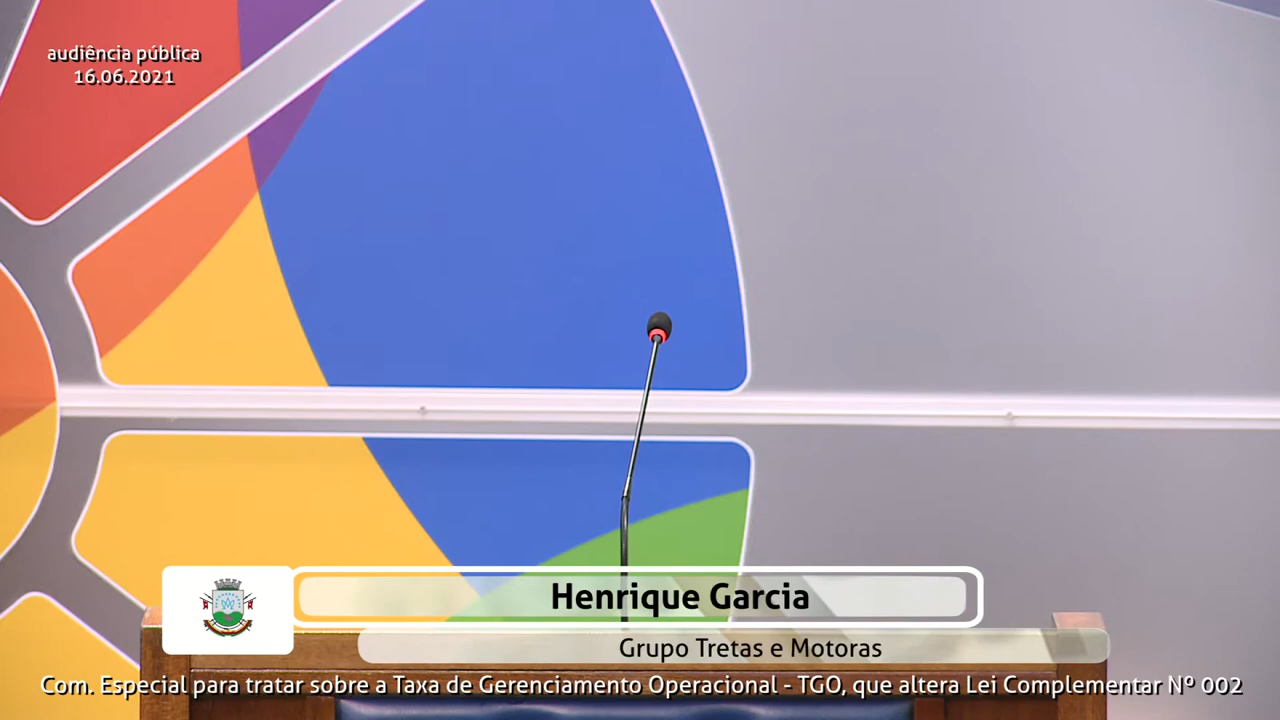 audiência pública
16.06.2021
Henrique Garcia
Grupo Tretas e Motoras
Com. Especial para tratar sobre a Taxa de Gerenciamento Operacional - TGO, que altera Lei Complementar Nº 002